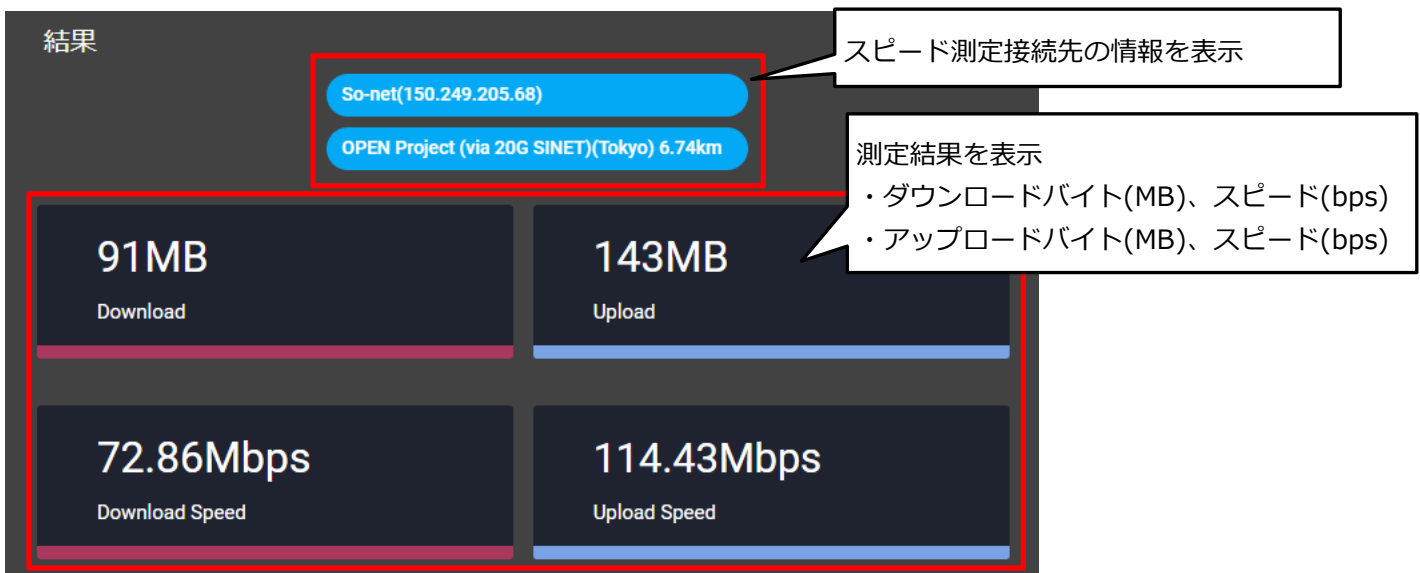 結果
スピード測定接続先の情報を表示
So-net(150.249.205.68)
OPEN Project (via 20G SINET)(Tokyo) 6.74km
測定結果を表示
・ダウンロードバイト(MB)、スピード(bps)
・アップロードバイト(MB)、スピード(bps)
91MB
Download
143MB
Upload
72.86Mbps
Download Speed
114.43Mbps
Upload Speed